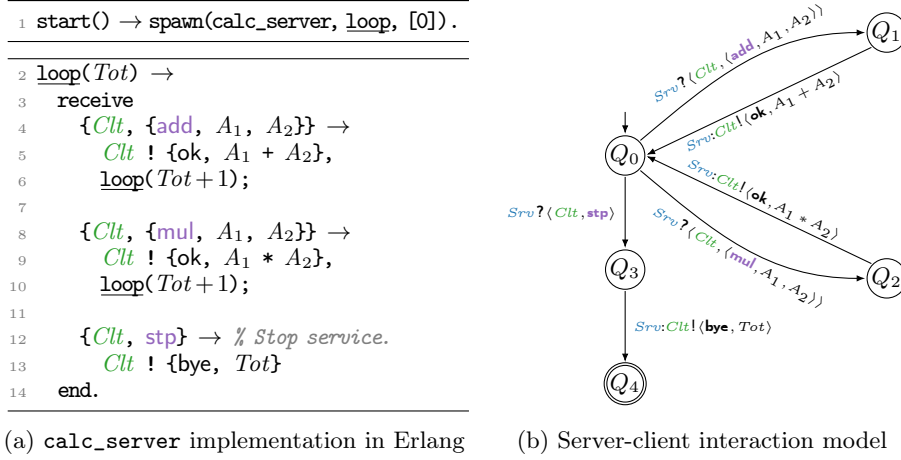 1 start() → spawn(calc_server, loop, [0]).
2 loop(Tot) →
3 receive
4 {Clt, {add, A₁, A₂}} →
5 Clt ! {ok, A₁ + A₂},
6 loop(Tot+1);
7
8 {Clt, {mul, A₁, A₂}} →
9 Clt ! {ok, A₁ * A₂},
10 loop(Tot+1);
11
12 {Clt, stp} → % Stop service.
13 Clt ! {bye, Tot}
14 end.
(a) calc_server implementation in Erlang
Q₁
Srv?⟨Clt, ⟨add, A₁, A₂⟩⟩
Srv:Clt!⟨ok, A₁ + A₂⟩
Q₀
Srv:Clt!⟨ok, A₁ * A₂⟩
Srv?⟨Clt, stp⟩
Srv?⟨Clt, ⟨mul, A₁, A₂⟩⟩
Q₃
Q₂
Srv:Clt!⟨bye, Tot⟩
Q₄
(b) Server-client interaction model